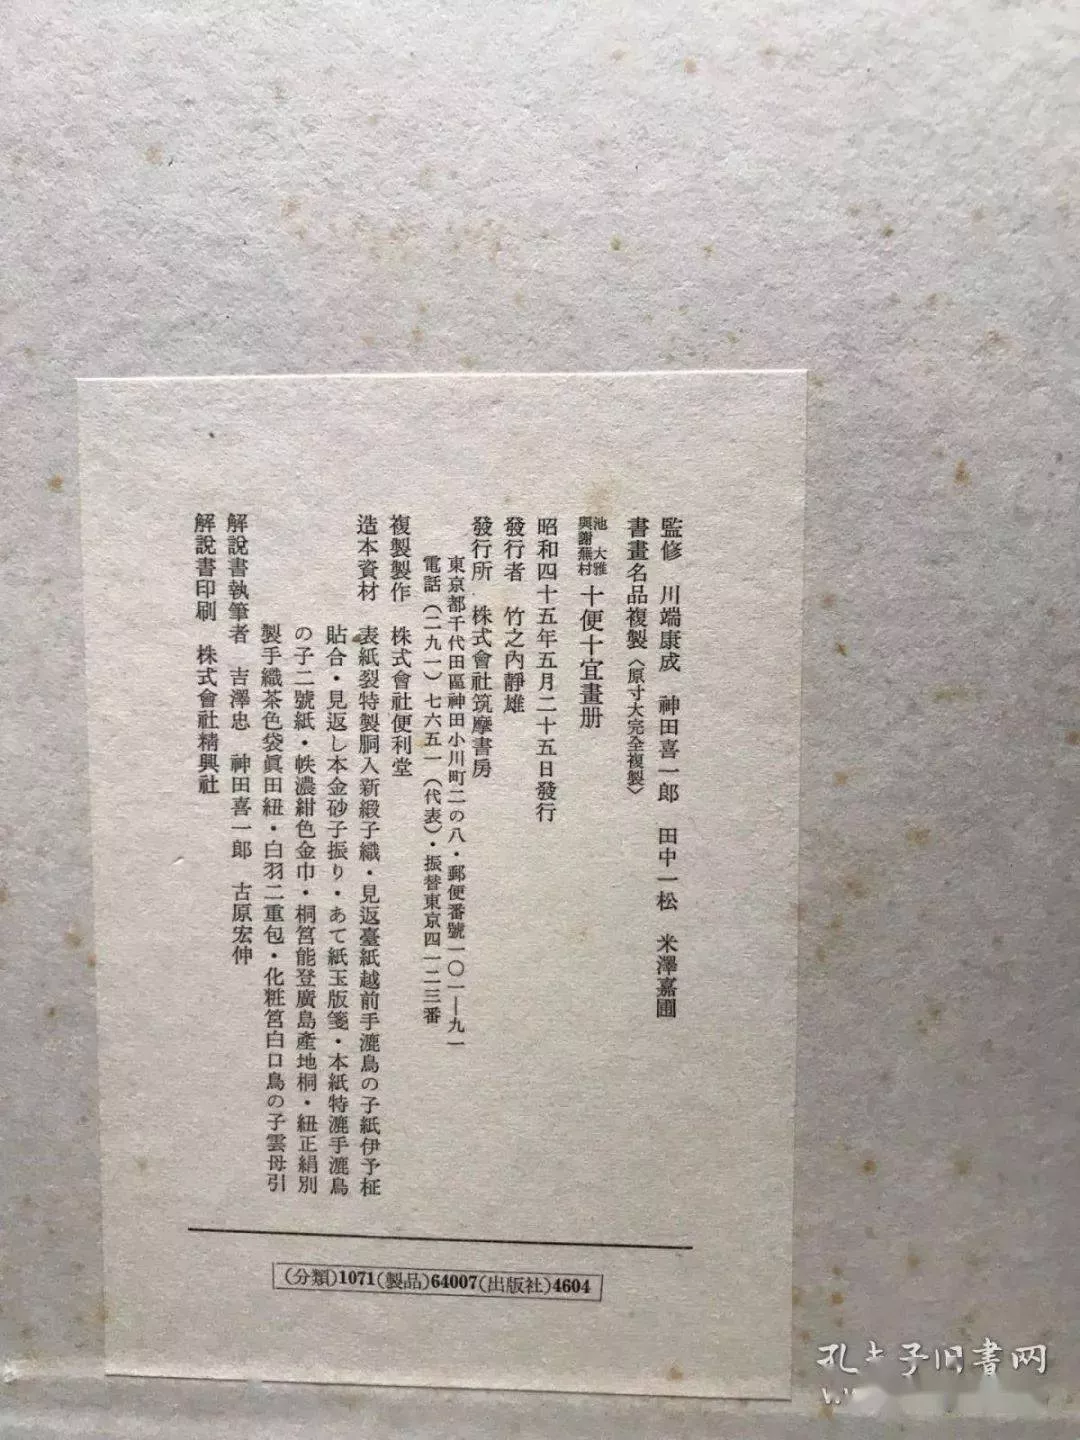 監修　川端康成　神田喜一郎　田中一松　米澤嘉圃
書畫名品複製〈原寸大完全複製〉
池　大雅
與謝蕪村
十便十宜畫册
昭和四十五年五月二十五日發行
發行者　竹之內靜雄
發行所　株式會社筑摩書房
東京都千代田區神田小川町二の八・郵便番號一〇一―九一
電話（二九一）七六五一（代表）・振替東京四一二三番
複製製作　株式會社便利堂
造本資材　表紙裂特製胴入新緞子織・見返臺紙越前手漉鳥の子紙伊予柾
貼合・見返し本金砂子振り・あて紙玉版箋・本紙特漉手漉鳥
の子二號紙・帙濃紺色金巾・桐筥能登廣島產地桐・紐正絹別
製手織茶色袋眞田紐・白羽二重包・化粧筥白口鳥の子雲母引
解說書執筆者　吉澤忠　神田喜一郎　古原宏伸
解說書印刷　株式會社精興社
(分類)1071(製品)64007(出版社)4604
孔夫子旧書网